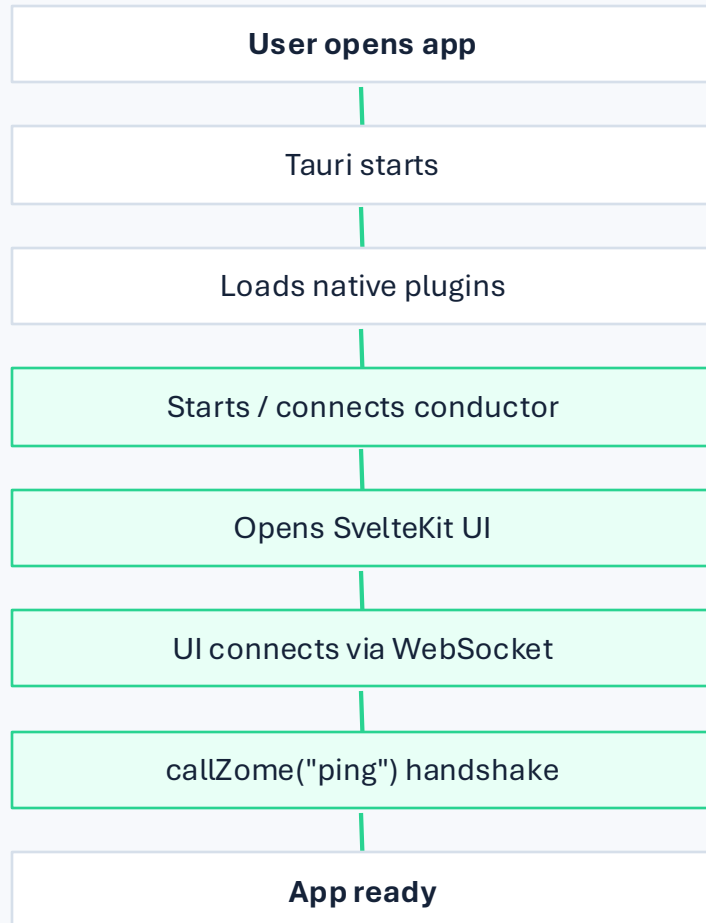 User opens app
Tauri starts
Loads native plugins
Starts / connects conductor
Opens SvelteKit UI
UI connects via WebSocket
callZome("ping") handshake
App ready